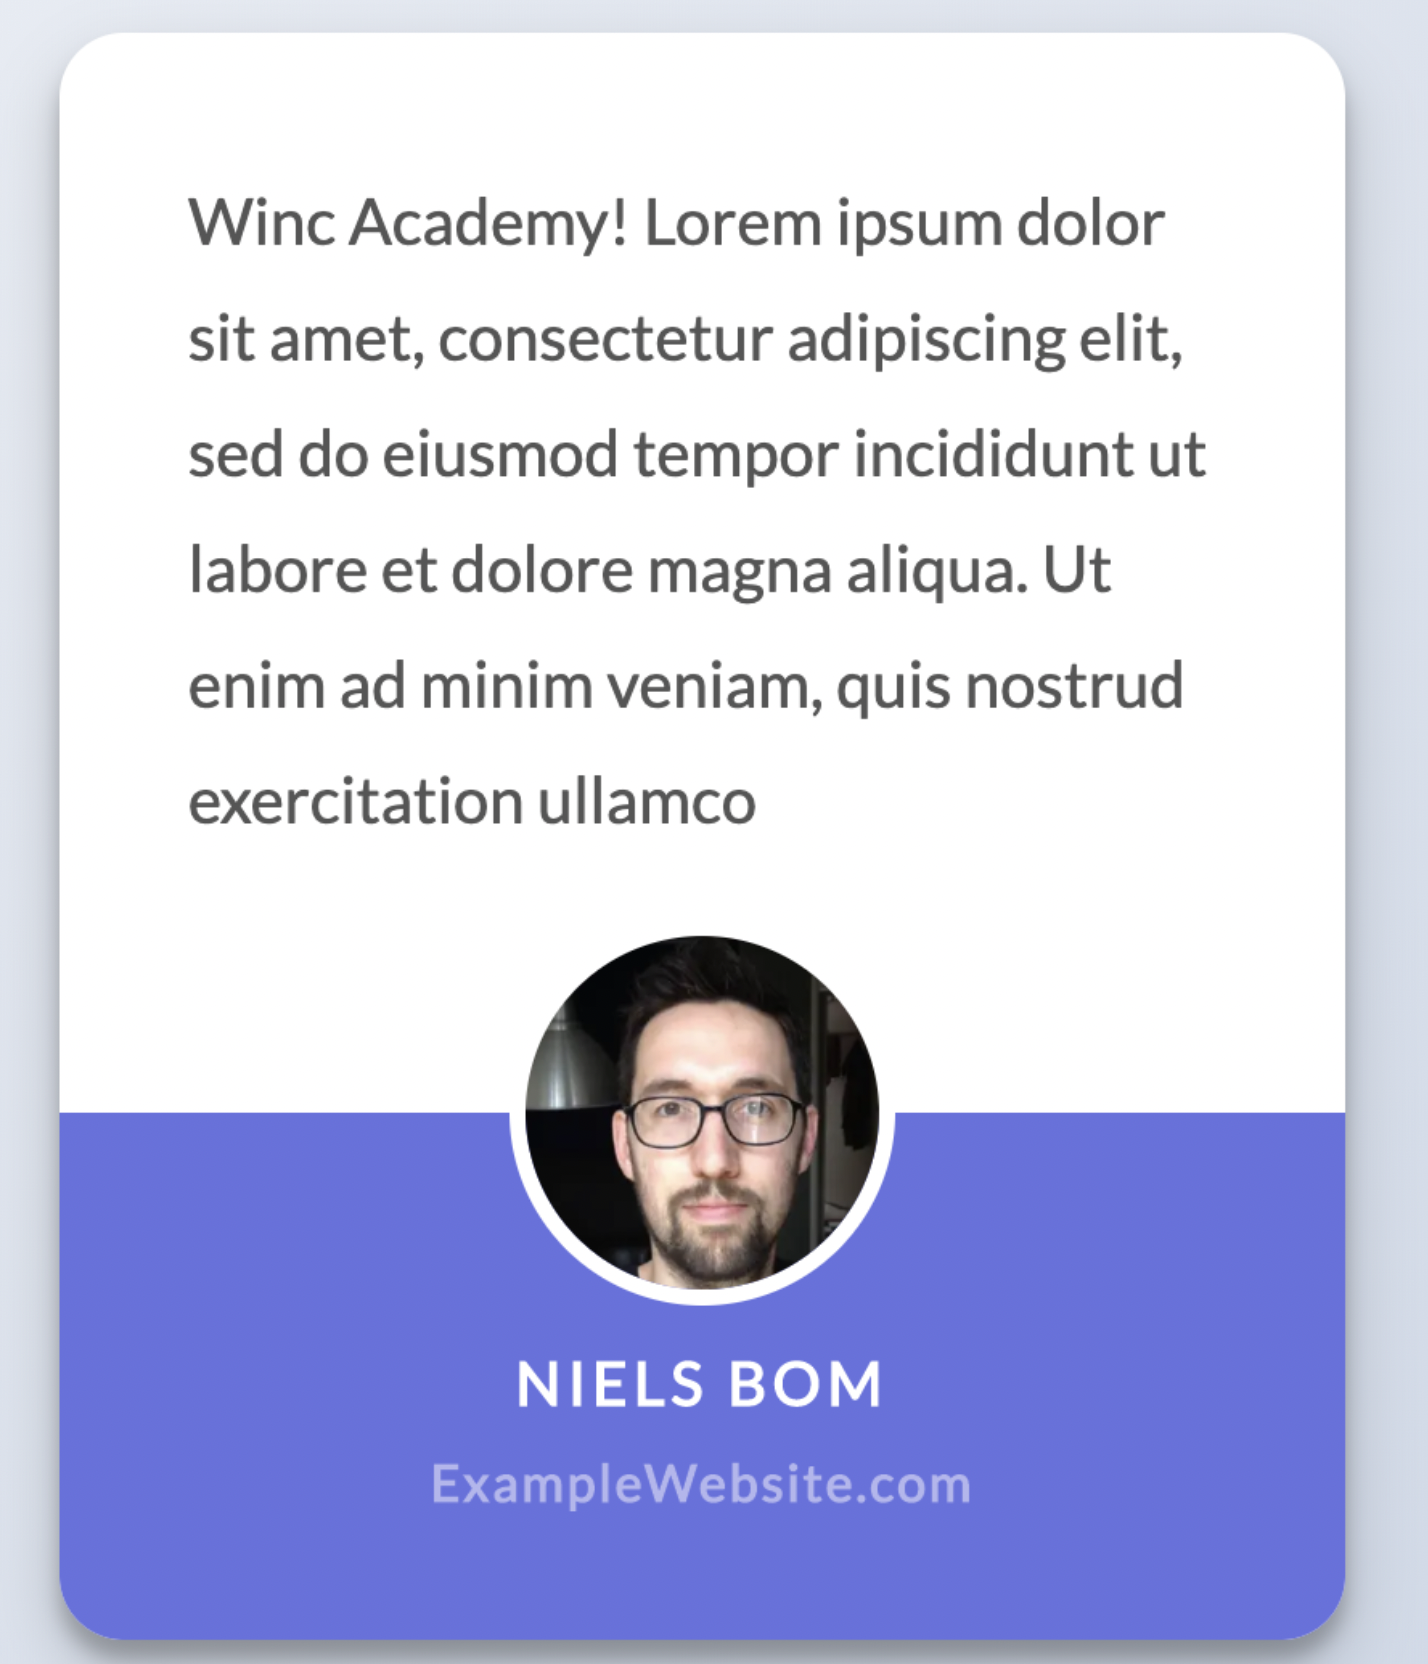 Winc Academy! Lorem ipsum dolor
sit amet, consectetur adipiscing elit,
sed do eiusmod tempor incididunt ut
labore et dolore magna aliqua. Ut
enim ad minim veniam, quis nostrud
exercitation ullamco
NIELS BOM
ExampleWebsite.com